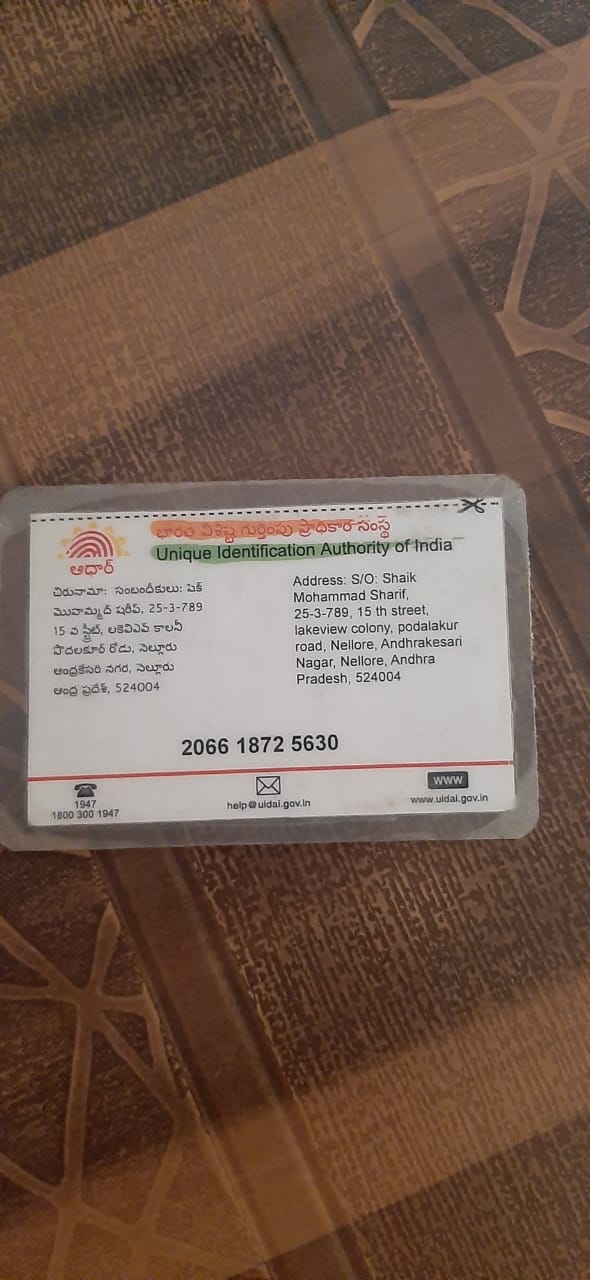 భారత విశిష్ట గుర్తింపు ప్రాధికార సంస్థ
Unique Identification Authority of India
ఆధార్
చిరునామా: సంబంధీకులు: షేక్
మొహమ్మద్ షరీఫ్, 25-3-789
15 వ స్ట్రీట్, లకెవిఎవ్ కాలనీ
పొదలకూర్ రోడు, నెల్లూరు
ఆంధ్రకేసరి నగర, నెల్లూరు
ఆంధ్ర ప్రదేశ్, 524004
Address: S/O: Shaik
Mohammad Sharif,
25-3-789, 15 th street,
lakeview colony, podalakur
road, Nellore, Andhrakesari
Nagar, Nellore, Andhra
Pradesh, 524004
2066 1872 5630
1947
1800 300 1947
help@uidai.gov.in
www
www.uidai.gov.in